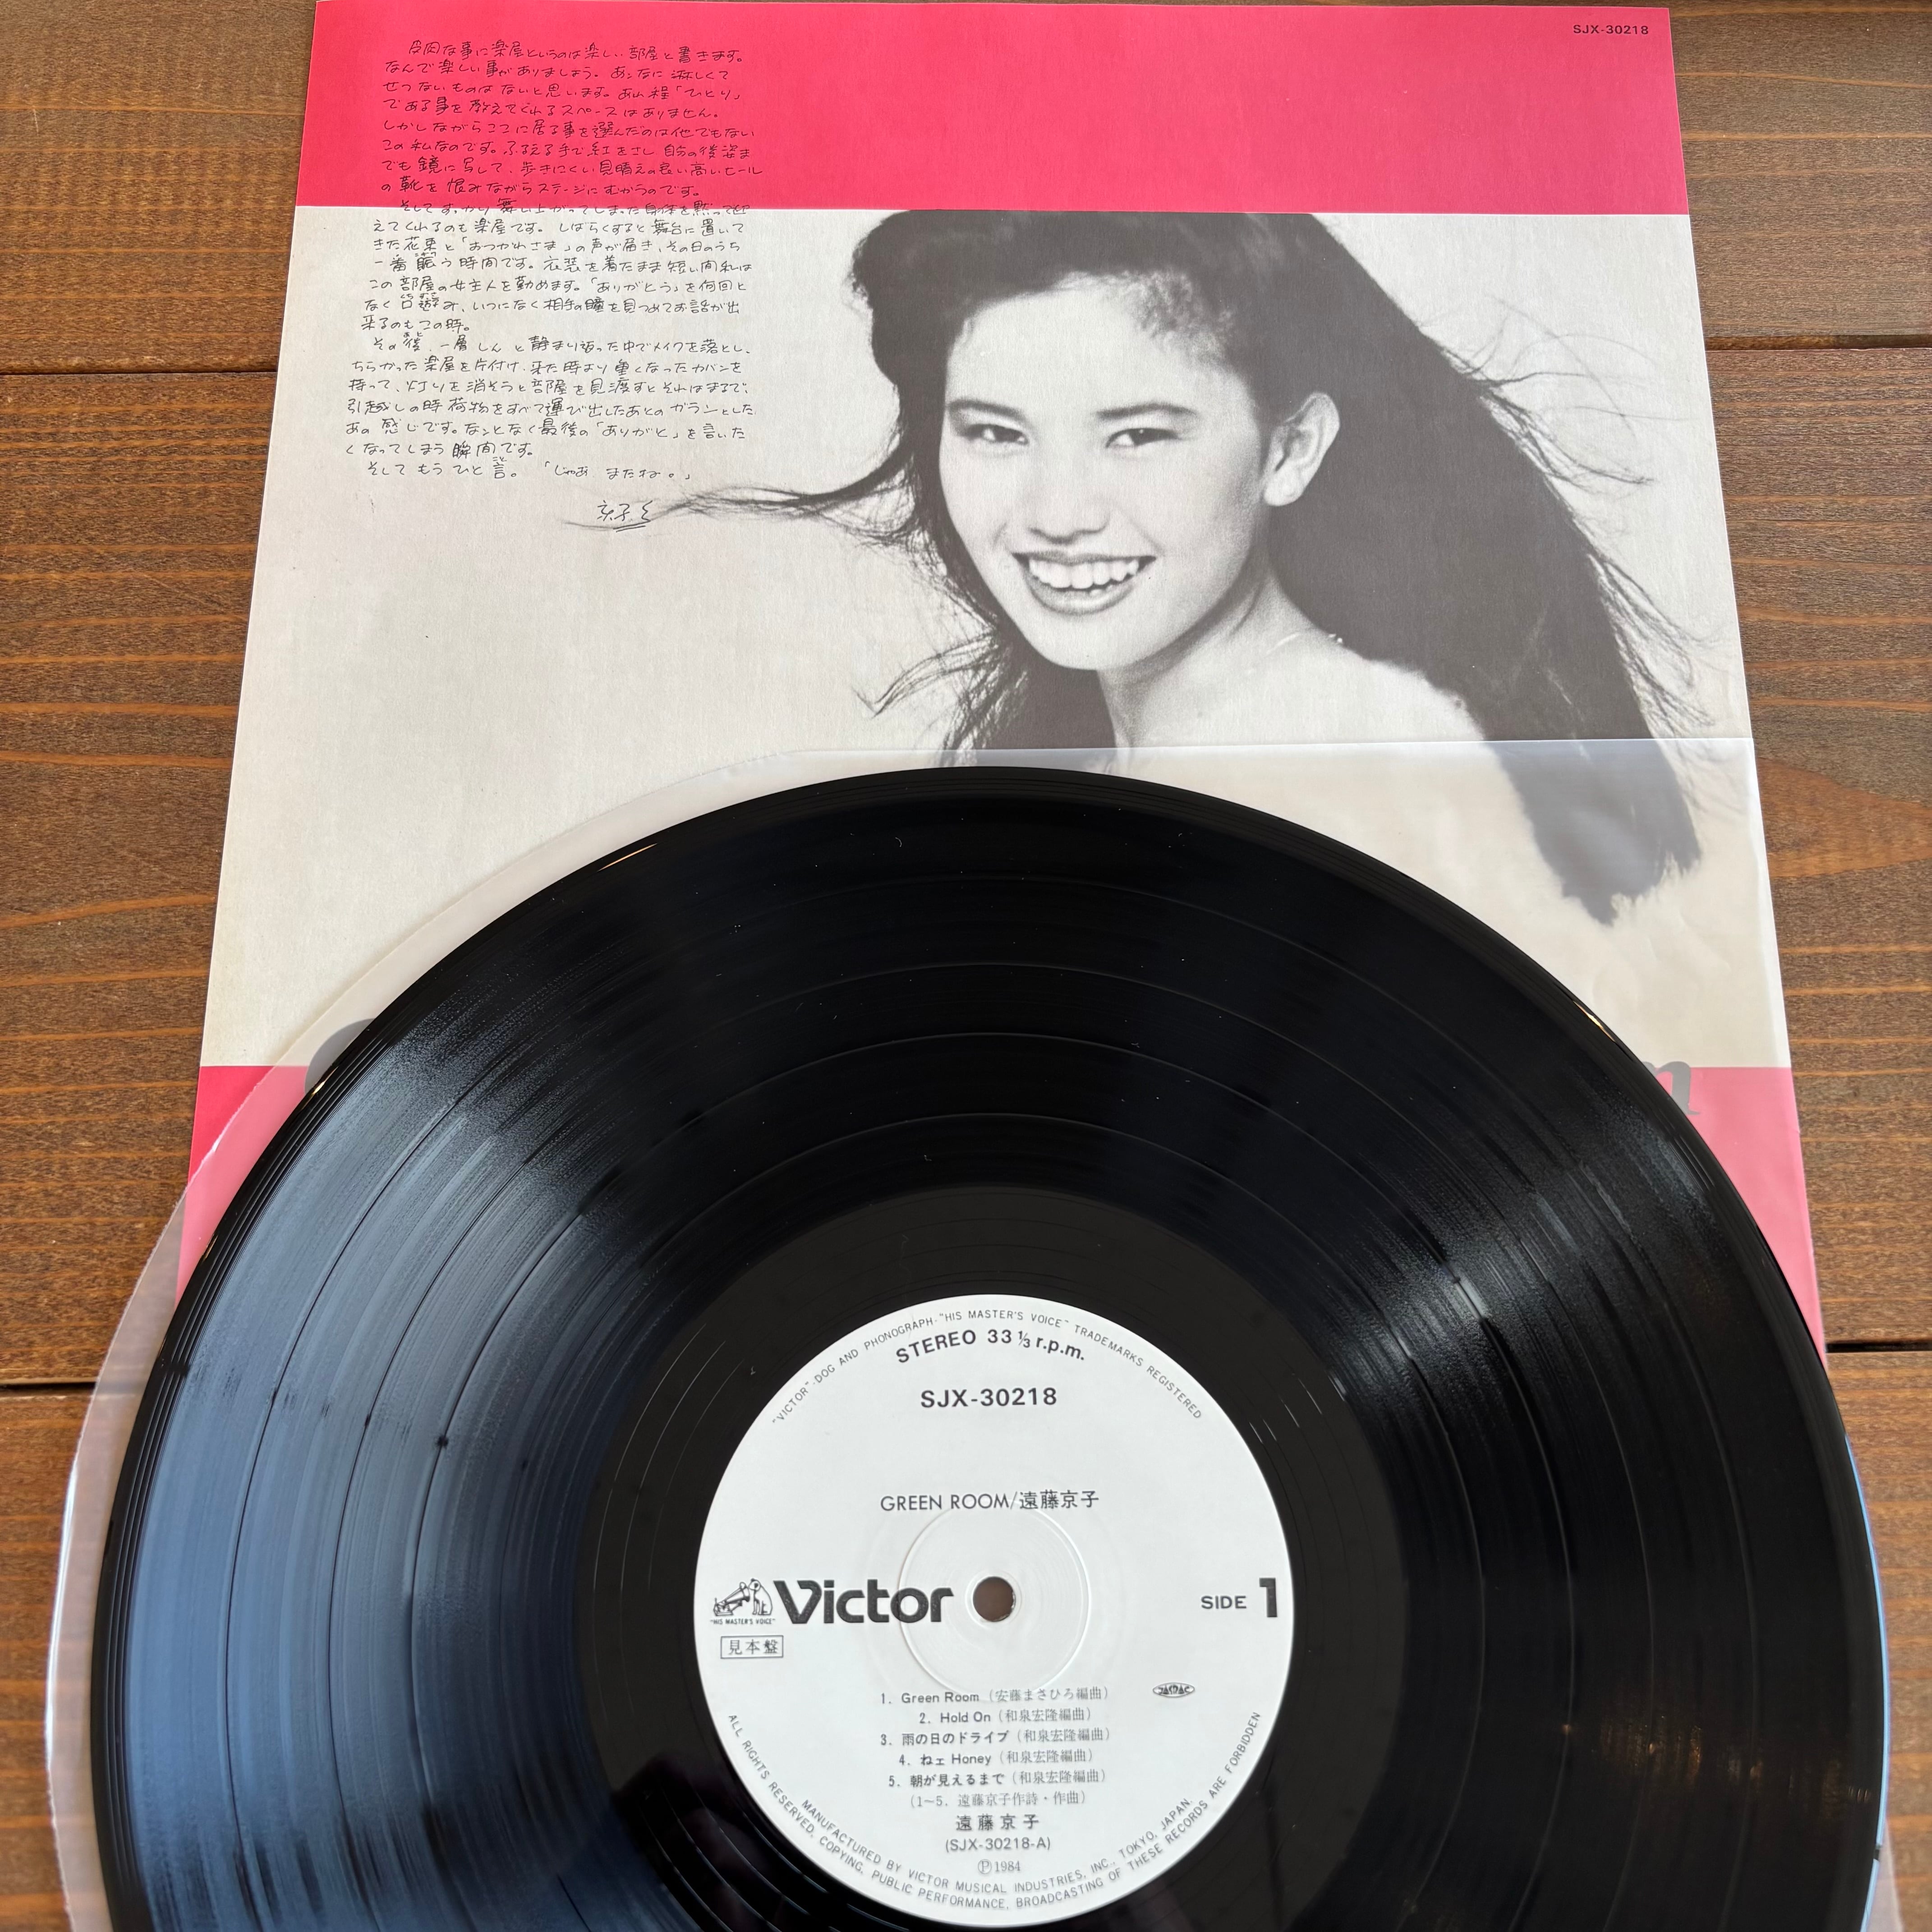 SJX-30218
皮肉な事に楽屋というのは楽しい部屋と書きます。
なんで楽しい事がありましょう。あんなに淋しくて
せつないものはないと思います。あれ程「ひとり」
である事を教えてくれるスペースはありません。
しかしながらここに居る事を選んだのは他でもない
この私なのです。ふるえる手で紅をさし自分の後姿ま
でも鏡に写して、歩きにくい見晴えの良い高いヒール
の靴を恨みながらステージにむかうのです。
そしてすっかり舞い上がってしまった身体を黙って迎
えてくれるのも楽屋です。しばらくすると舞台に置いて
きた花束と「おつかれさま」の声が届き、その日のうち
一番賑う時間です。衣装を着たまま短い間私は
この部屋の女主人を勤めます。「ありがとう」を何回と
なく口遊み、いつになく相手の瞳を見つめてお話が出
来るのもこの時。
その後、一層しんと静まり返った中でメイクを落とし、
ちらかった楽屋を片付け、来た時より重くなったカバンを
持って、灯りを消そうと部屋を見渡すとそれはまるで、
引越しの時荷物をすべて運び出したあとのガランとした
あの感じです。なんとなく最後の「ありがと」を言いた
くなってしまう瞬間です。
そしてもうひと言。「じゃあ またね。」
京子
"VICTOR"-DOG AND PHONOGRAPH-"HIS MASTER'S VOICE" TRADEMARKS REGISTERED
STEREO 33 1/3 r.p.m.
SJX-30218
GREEN ROOM/遠藤京子
Victor
"HIS MASTER'S VOICE"
SIDE 1
見本盤
1. Green Room（安藤まさひろ編曲）
JASRAC
2. Hold On（和泉宏隆編曲）
3. 雨の日のドライブ（和泉宏隆編曲）
4. ねェ Honey（和泉宏隆編曲）
5. 朝が見えるまで（和泉宏隆編曲）
（1〜5. 遠藤京子作詩・作曲）
遠藤京子
(SJX-30218-A)
Ⓟ1984
MANUFACTURED BY VICTOR MUSICAL INDUSTRIES, INC., TOKYO, JAPAN.
ALL RIGHTS RESERVED. COPYING, PUBLIC PERFORMANCE, BROADCASTING OF THESE RECORDS ARE FORBIDDEN